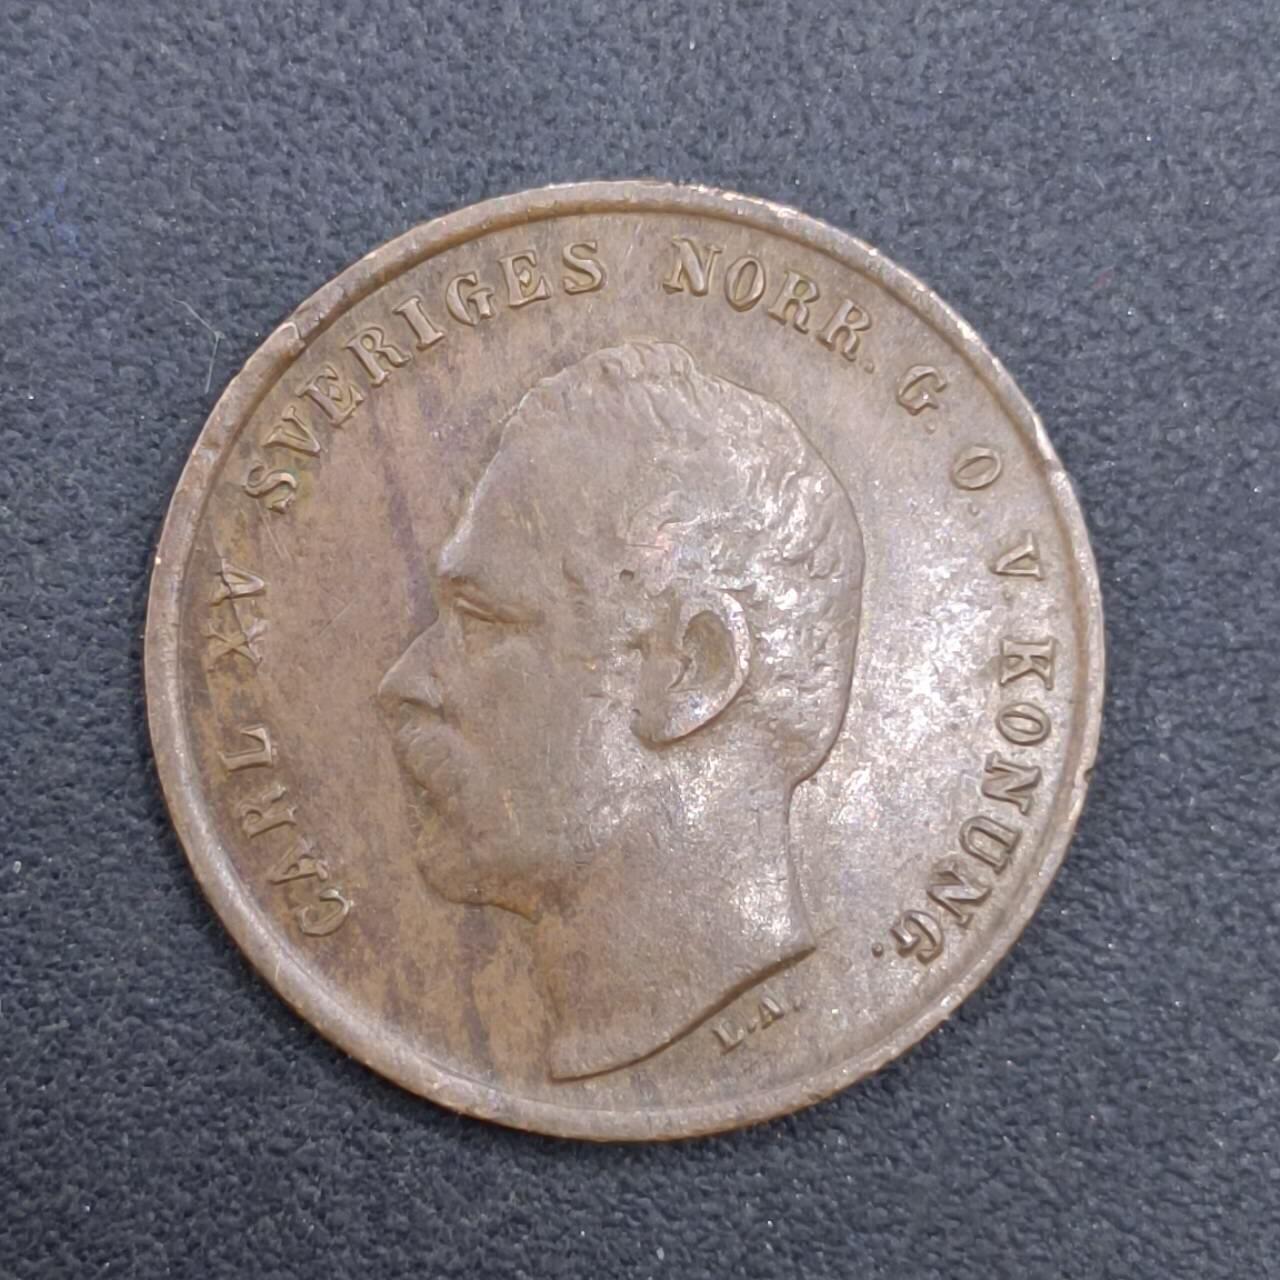 CARL XV SVERIGES NORR. G. O. V. KONUNG.
L.A.